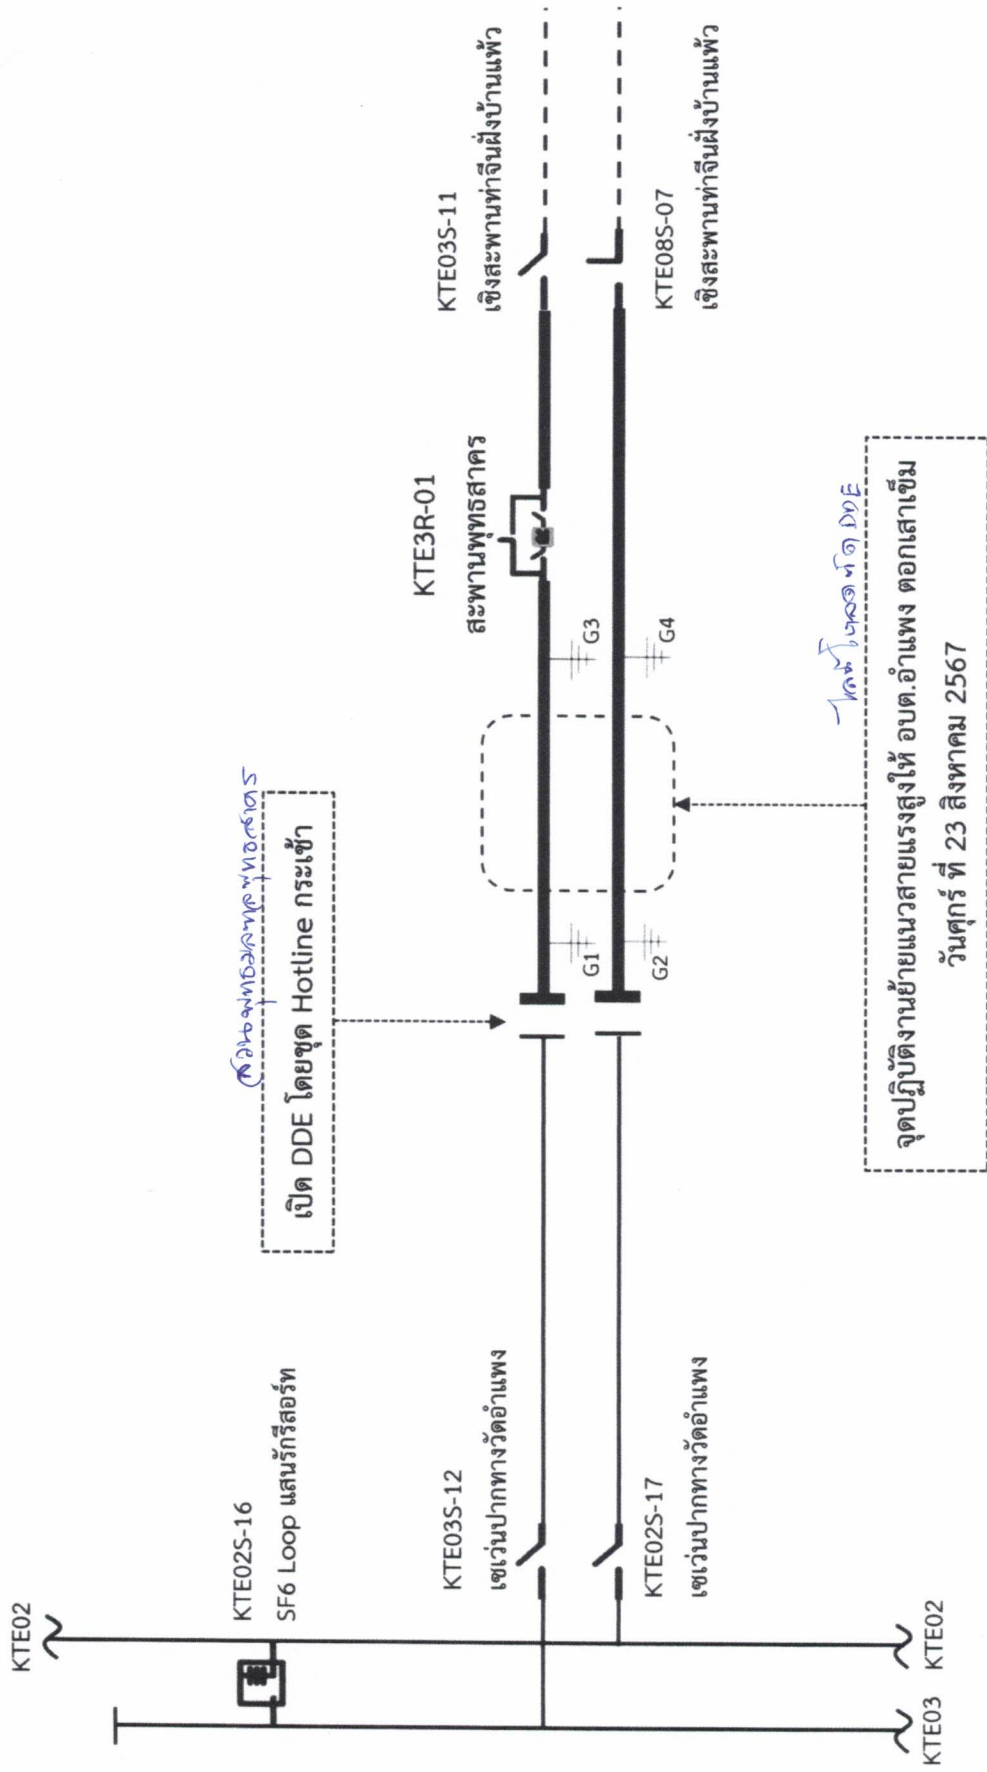 KTE02
KTE02S-16
SF6 Loop แสนรักรีสอร์ท
KTE03S-12
เซเว่นปากทางวัดอำแพง
KTE02S-17
เซเว่นปากทางวัดอำแพง
KTE03
KTE02
เปิด DDE โดยชุด Hotline กระเช้า
G1
G2
G3
G4
KTE3R-01
สะพานพุทธสาคร
KTE03S-11
เชิงสะพานท่าจีนฝั่งบ้านแพ้ว
KTE08S-07
เชิงสะพานท่าจีนฝั่งบ้านแพ้ว
จุดปฏิบัติงานย้ายแนวสายแรงสูงให้ อบต.อำแพง ตอกเสาเข็ม
วันศุกร์ ที่ 23 สิงหาคม 2567